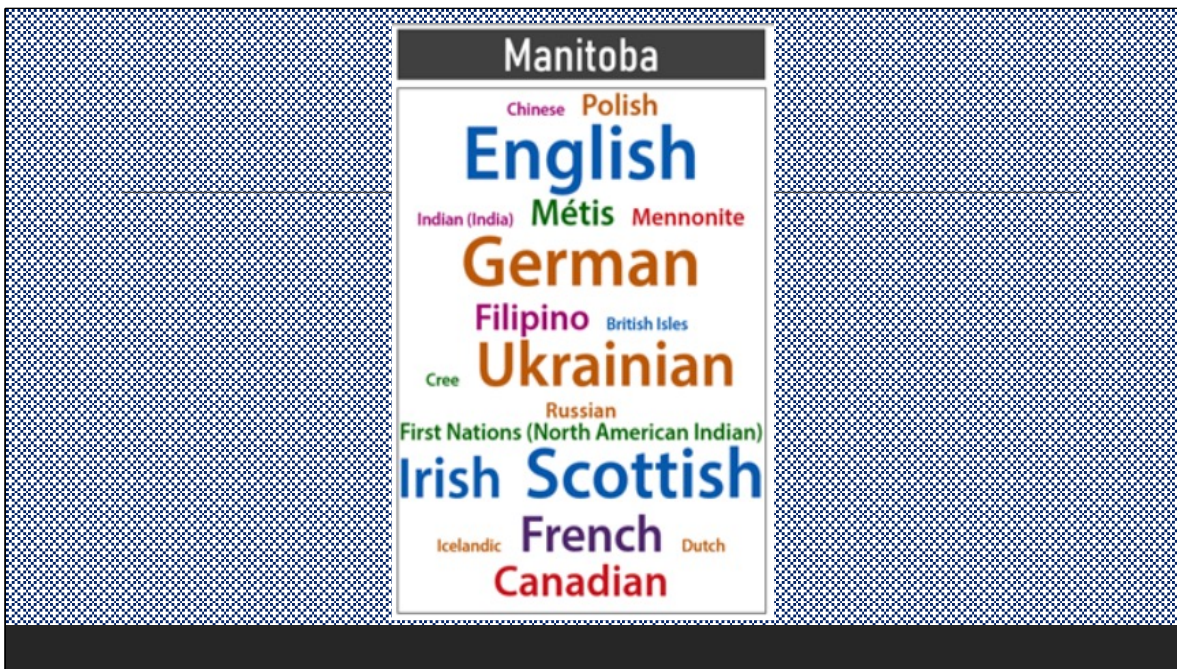 Manitoba
Chinese Polish
English
Indian (India) Métis Mennonite
German
Filipino British Isles
Cree Ukrainian
Russian
First Nations (North American Indian)
Irish Scottish
Icelandic French Dutch
Canadian